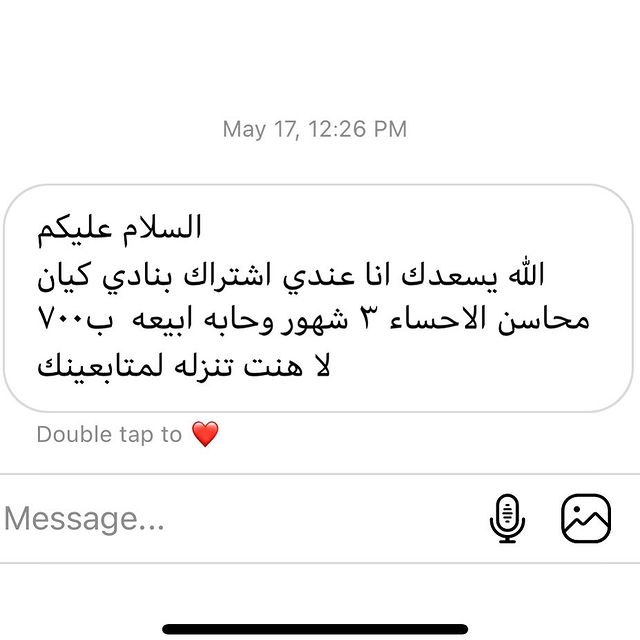 May 17, 12:26 PM
السلام عليكم
الله يسعدك انا عندي اشتراك بنادي كيان
محاسن الاحساء ٣ شهور وحابه ابيعه ب٧٠٠
لا هنت تنزله لمتابعينك
Double tap to ❤️
Message...